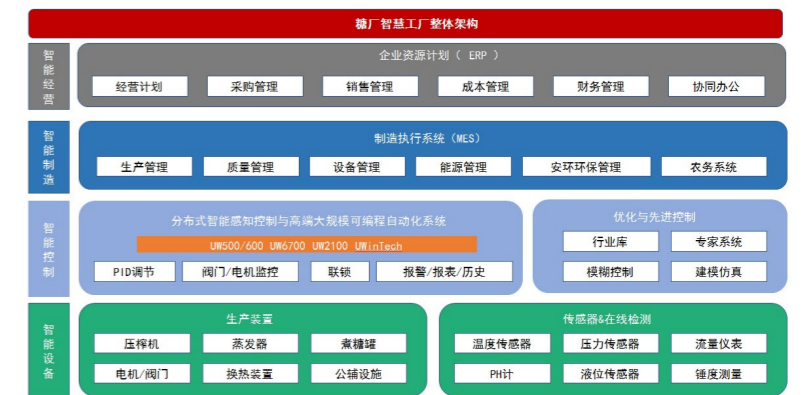 糖厂智慧工厂整体架构
智能经营
企业资源计划（ ERP ）
经营计划 采购管理 销售管理 成本管理 财务管理 协同办公
智能制造
制造执行系统（MES）
生产管理 质量管理 设备管理 能源管理 安环环保管理 农务系统
智能控制
分布式智能感知控制与高端大规模可编程自动化系统
UW500/600 UW6700 UW2100 UWinTech
PID调节 阀门/电机监控 联锁 报警/报表/历史
优化与先进控制
行业库 专家系统
模糊控制 建模仿真
智能设备
生产装置
压榨机 蒸发器 煮糖罐
电机/阀门 换热装置 公辅设施
传感器&在线检测
温度传感器 压力传感器 流量仪表
PH计 液位传感器 锤度测量